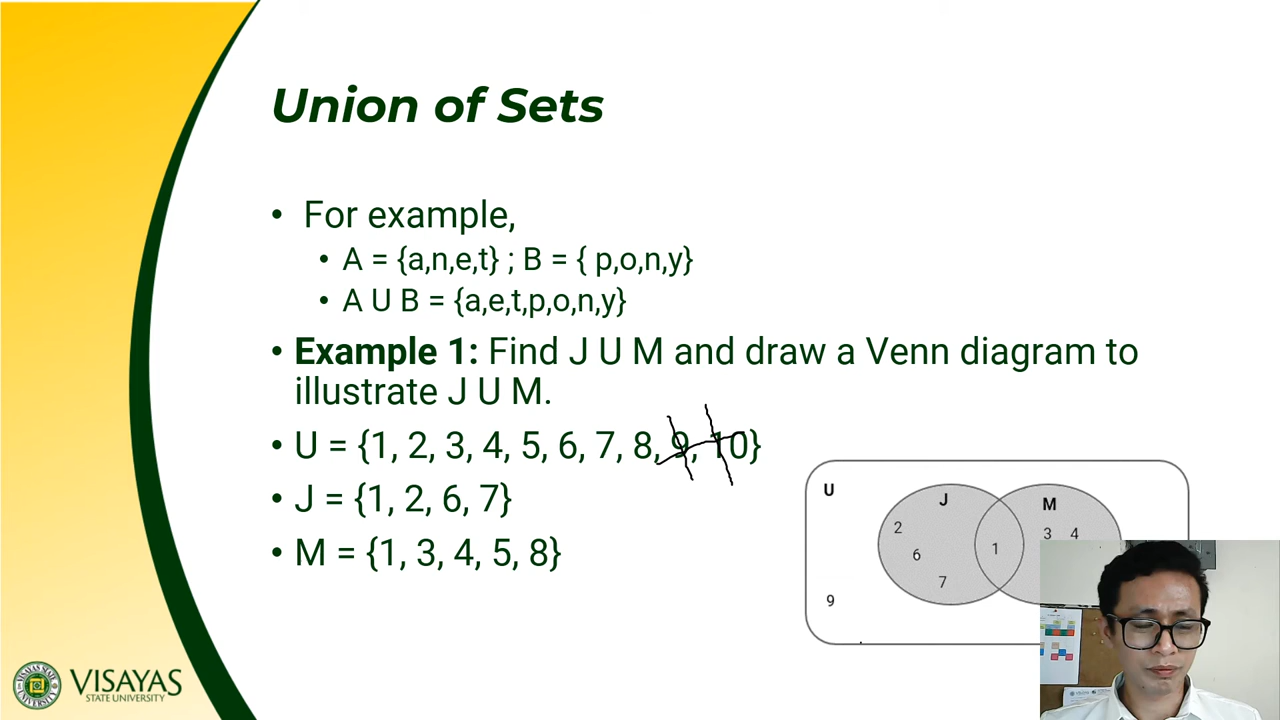 Union of Sets
• For example,
• A = {a,n,e,t} ; B = { p,o,n,y}
• A U B = {a,e,t,p,o,n,y}
• Example 1: Find J U M and draw a Venn diagram to
illustrate J U M.
• U = {1, 2, 3, 4, 5, 6, 7, 8, 9, 10}
• J = {1, 2, 6, 7}
• M = {1, 3, 4, 5, 8}
U
J
M
2
3 4
6
1
7
9
VISAYAS
STATE UNIVERSITY